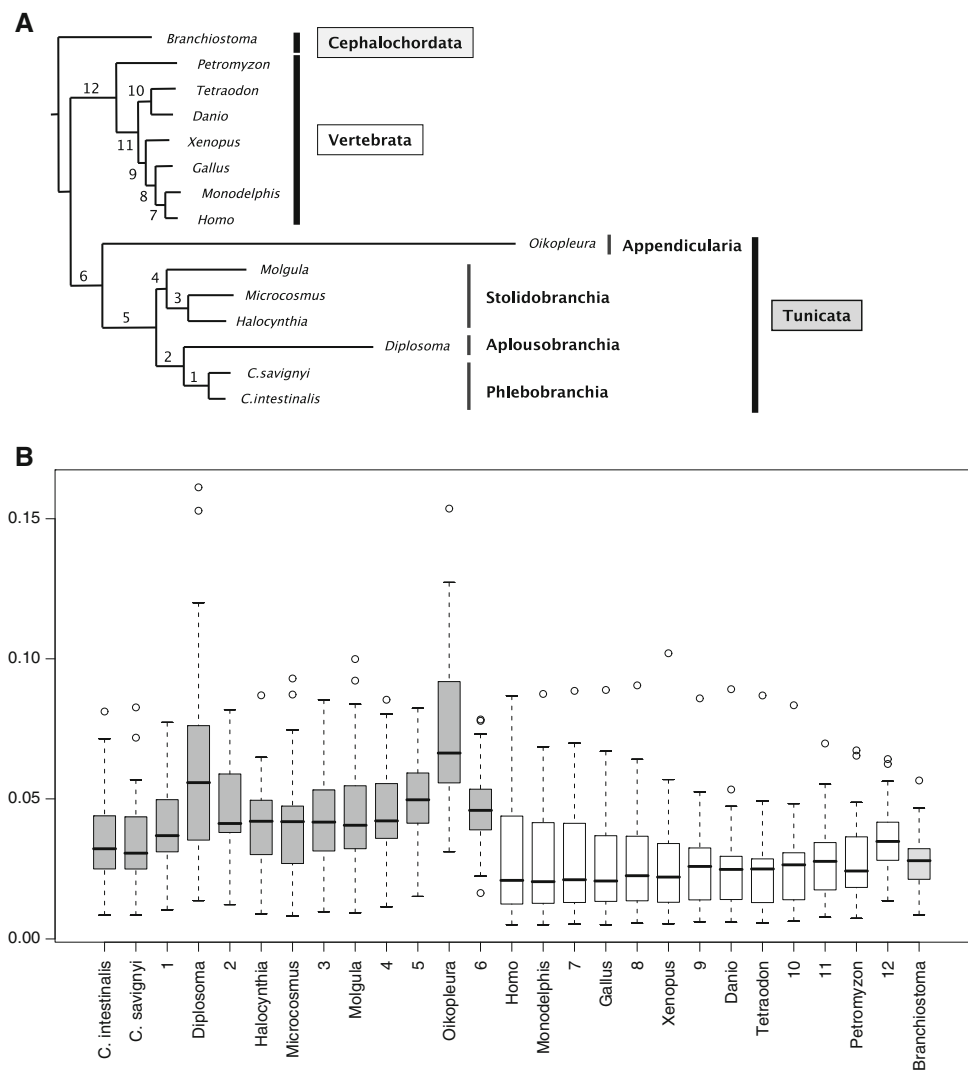 A
Branchiostoma
Cephalochordata
Petromyzon
12
10
Tetraodon
Danio
11
Xenopus
Vertebrata
9
Gallus
8
Monodelphis
7
Homo
Oikopleura
Appendicularia
6
4
Molgula
3
Microcosmus
Stolidobranchia
5
Halocynthia
Tunicata
2
Diplosoma
Aplousobranchia
1
C.savignyi
Phlebobranchia
C.intestinalis
B
0.15
0.10
0.05
0.00
C. intestinalis
C. savignyi
1
Diplosoma
2
Halocynthia
Microcosmus
3
Molgula
4
5
Oikopleura
6
Homo
Monodelphis
7
Gallus
8
Xenopus
9
Danio
Tetraodon
10
11
Petromyzon
12
Branchiostoma